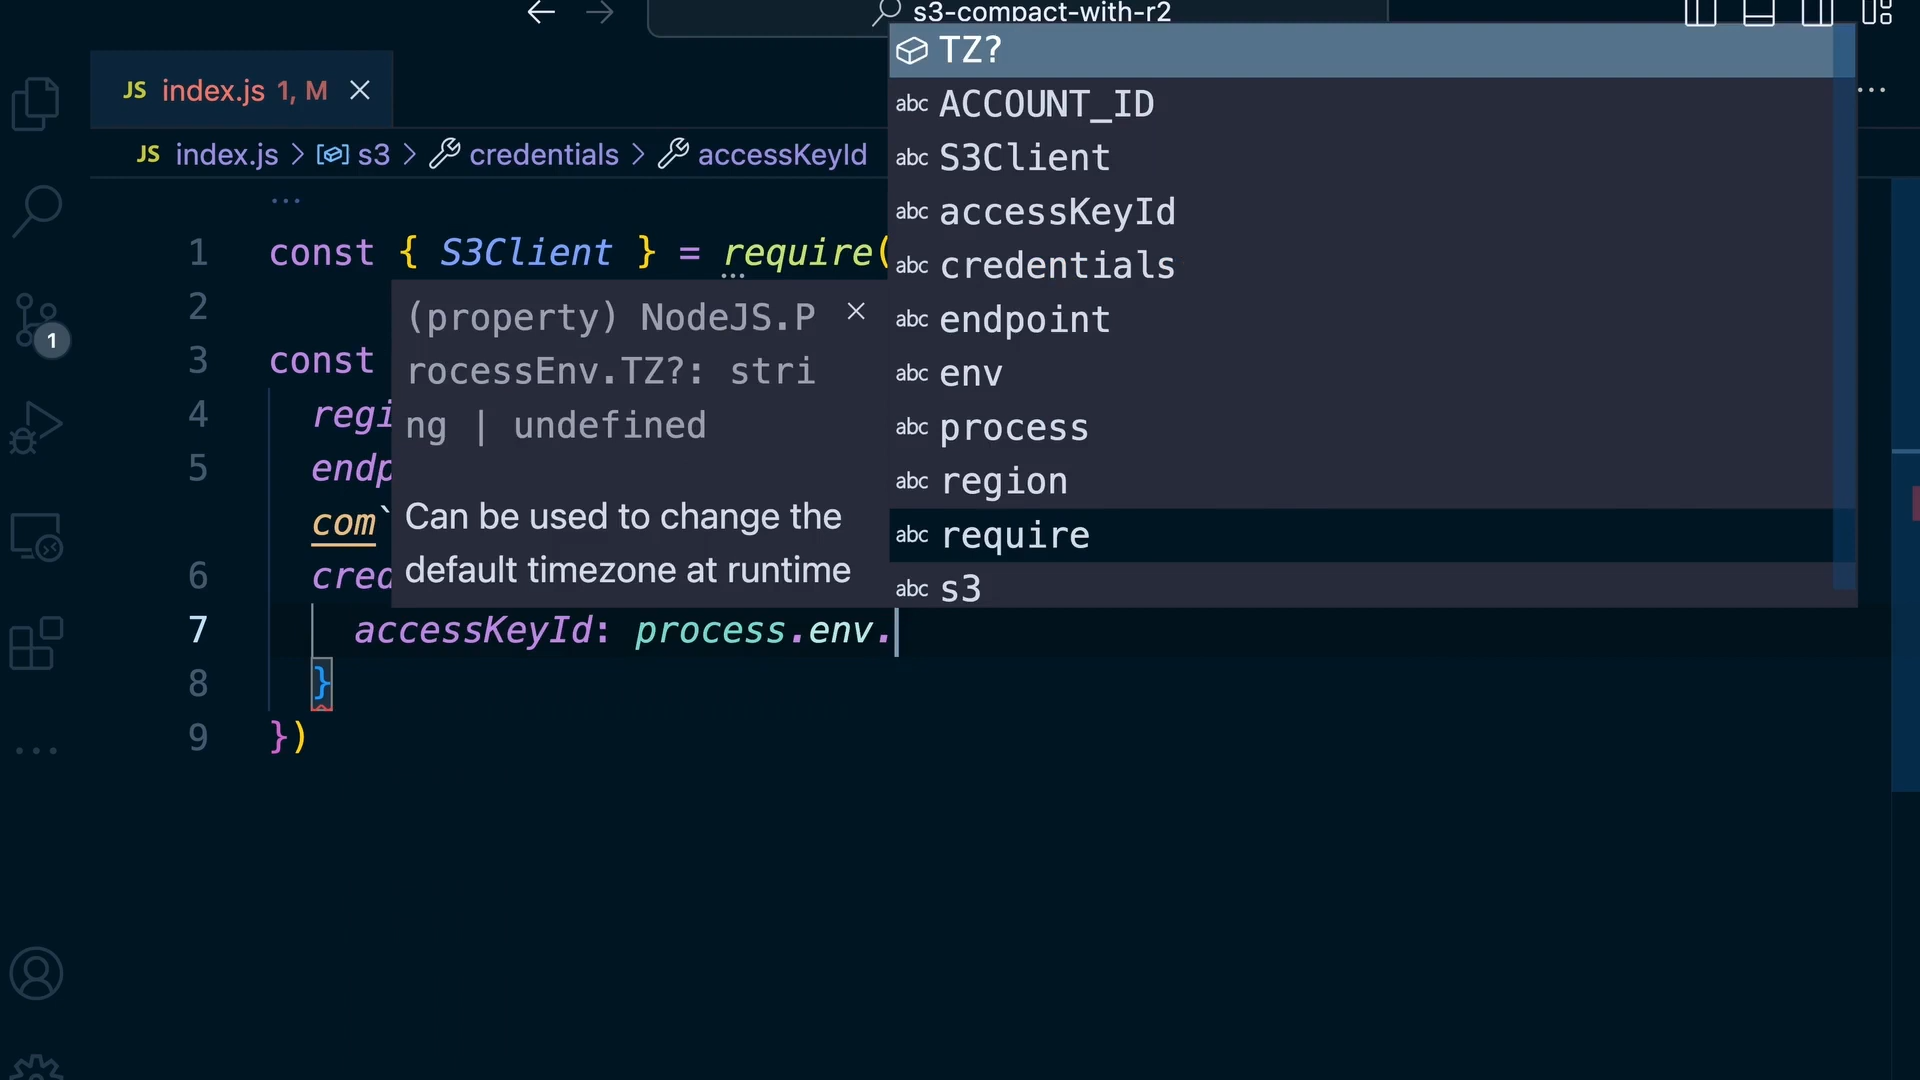 s3-compact-with-r2
JS index.js 1, M
JS index.js > s3 > credentials > accessKeyId
...
1 const { S3Client } = require(
2
3 const
4 regi
5 endp
com`
6 cred
7 accessKeyId: process.env.
8 }
9 })
(property) NodeJS.P
rocessEnv.TZ?: stri
ng | undefined
Can be used to change the
default timezone at runtime
TZ?
abc ACCOUNT_ID
abc S3Client
abc accessKeyId
abc credentials
abc endpoint
abc env
abc process
abc region
abc require
abc s3
1